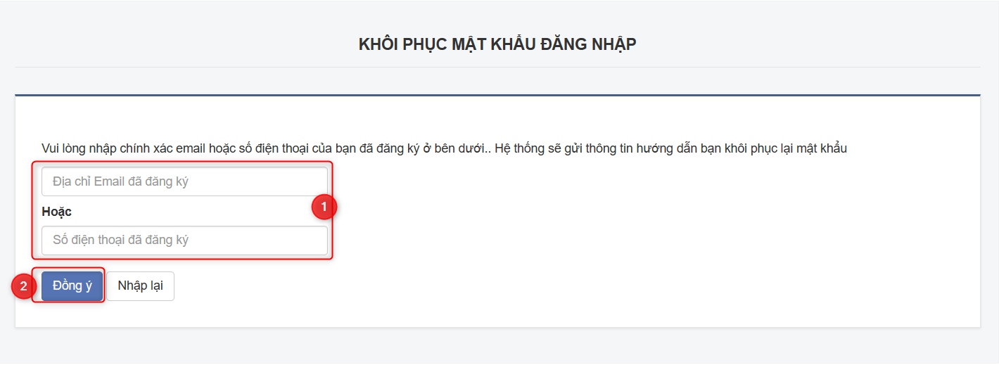 KHÔI PHỤC MẬT KHẨU ĐĂNG NHẬP
Vui lòng nhập chính xác email hoặc số điện thoại của bạn đã đăng ký ở bên dưới.. Hệ thống sẽ gửi thông tin hướng dẫn bạn khôi phục lại mật khẩu
Địa chỉ Email đã đăng ký
1
Hoặc
Số điện thoại đã đăng ký
2 Đồng ý Nhập lại